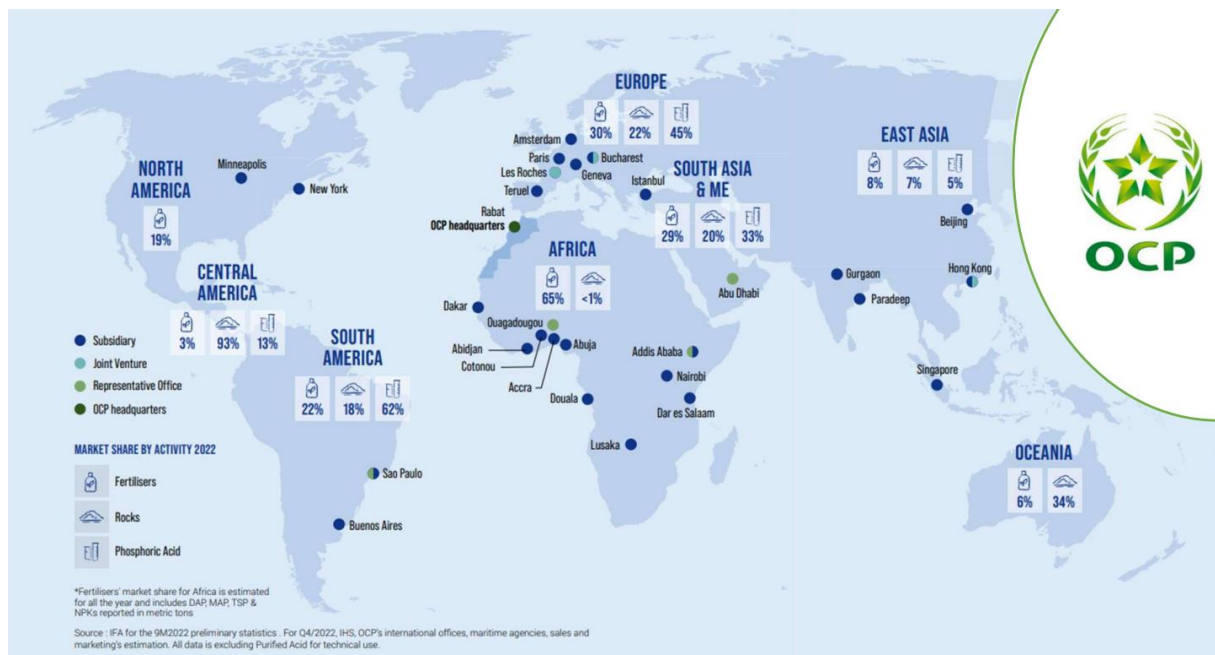 NORTH
AMERICA
19%
Minneapolis
New York
CENTRAL
AMERICA
3% 93% 13%
SOUTH
AMERICA
22% 18% 62%
Sao Paulo
Buenos Aires
EUROPE
30% 22% 45%
Amsterdam
Paris
Bucharest
Les Roches
Geneva
Teruel
Istanbul
Rabat
OCP headquarters
SOUTH ASIA
& ME
29% 20% 33%
Abu Dhabi
AFRICA
65% <1%
Dakar
Ouagadougou
Abidjan
Cotonou
Accra
Abuja
Douala
Addis Ababa
Nairobi
Dar es Salaam
Lusaka
EAST ASIA
8% 7% 5%
Beijing
Gurgaon
Paradeep
Hong Kong
Singapore
OCEANIA
6% 34%
OCP
Subsidiary
Joint Venture
Representative Office
OCP headquarters
MARKET SHARE BY ACTIVITY 2022
Fertilisers
Rocks
Phosphoric Acid
*Fertilisers' market share for Africa is estimated
for all the year and includes DAP, MAP, TSP &
NPKs reported in metric tons
Source : IFA for the 9M2022 preliminary statistics . For Q4/2022, IHS, OCP's international offices, maritime agencies, sales and
marketing's estimation. All data is excluding Purified Acid for technical use.